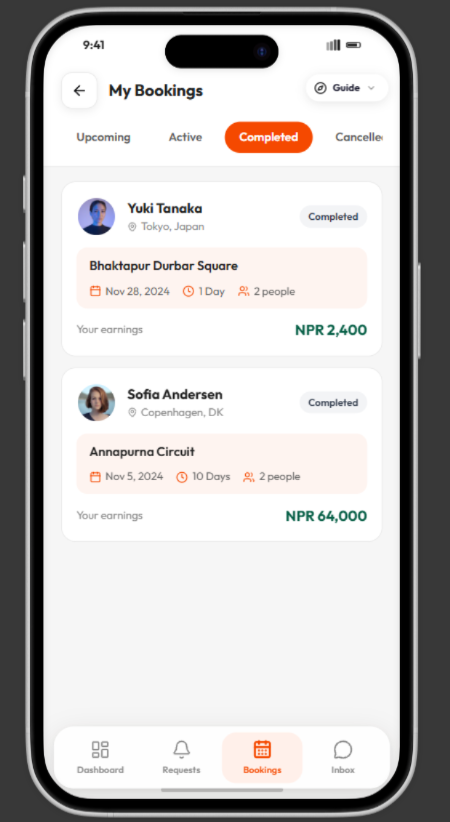 9:41
My Bookings
Guide
Upcoming Active Completed Cancelle
Yuki Tanaka
Completed
Tokyo, Japan
Bhaktapur Durbar Square
Nov 28, 2024 1 Day 2 people
Your earnings NPR 2,400
Sofia Andersen
Completed
Copenhagen, DK
Annapurna Circuit
Nov 5, 2024 10 Days 2 people
Your earnings NPR 64,000
Dashboard Requests Bookings Inbox